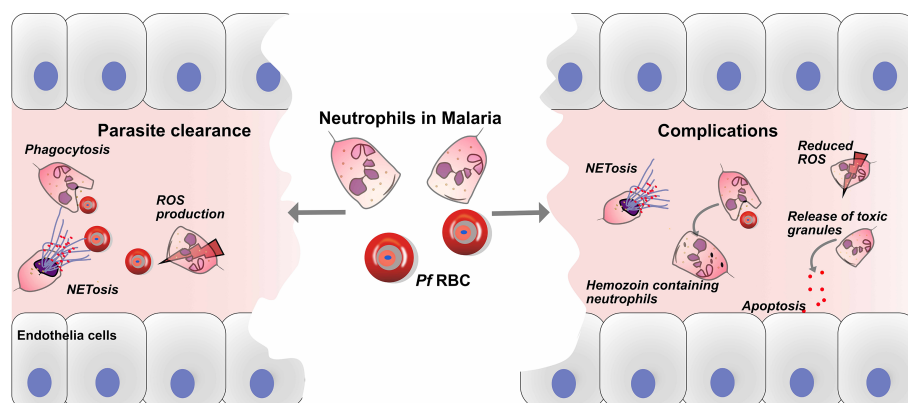 Neutrophils in Malaria
Pf RBC
Parasite clearance
Phagocytosis
ROS
production
NETosis
Endothelia cells
Complications
NETosis
Reduced
ROS
Release of toxic
granules
Hemozoin containing
neutrophils
Apoptosis